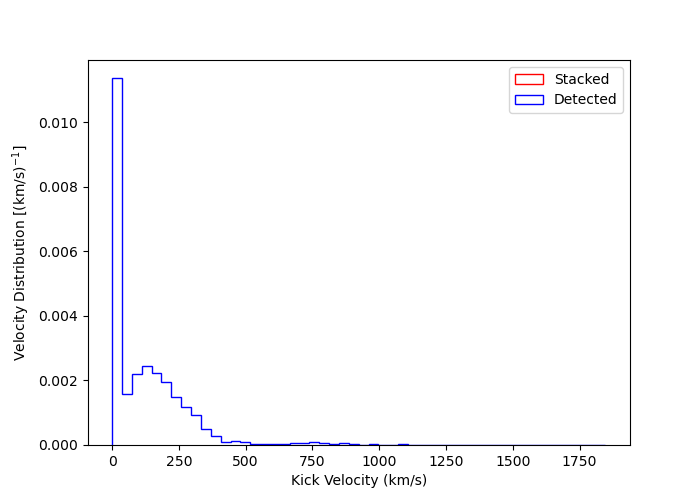 Stacked
Detected
Velocity Distribution [(km/s)⁻¹]
0.010
0.008
0.006
0.004
0.002
0.000
0 250 500 750 1000 1250 1500 1750
Kick Velocity (km/s)